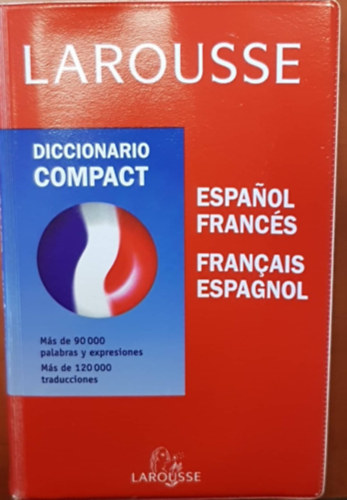 LAROUSSE
DICCIONARIO
COMPACT
ESPAÑOL
FRANCÉS
FRANÇAIS
ESPAGNOL
Más de 90 000
palabras y expresiones
Más de 120 000
traducciones
LAROUSSE